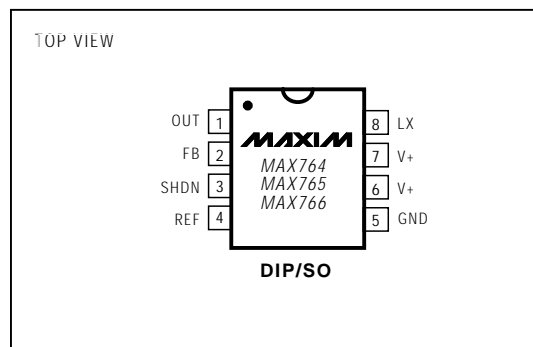 TOP VIEW
OUT 1
FB 2
SHDN 3
REF 4
MAXIM
MAX764
MAX765
MAX766
8 LX
7 V+
6 V+
5 GND
DIP/SO